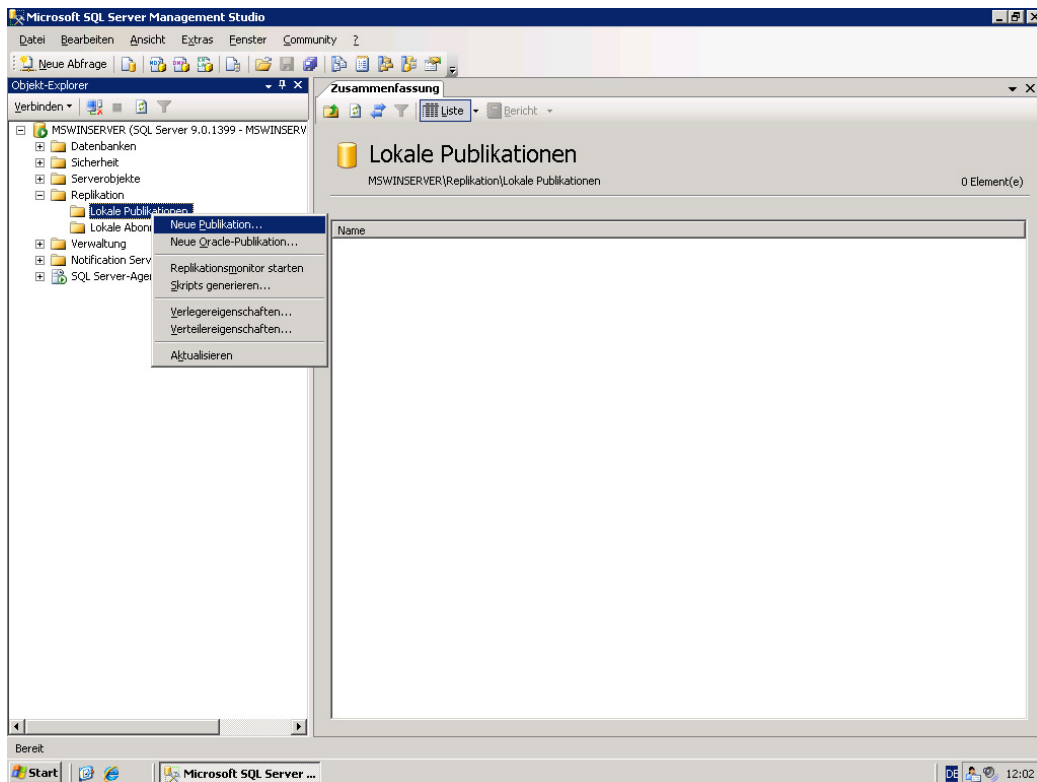 Microsoft SQL Server Management Studio
Datei Bearbeiten Ansicht Extras Fenster Community ?
Neue Abfrage
Objekt-Explorer
Verbinden
MSWINSERVER (SQL Server 9.0.1399 - MSWINSERV
Datenbanken
Sicherheit
Serverobjekte
Replikation
Lokale Publikationen
Lokale Abon
Verwaltung
Notification Serv
SQL Server-Agen
Neue Publikation...
Neue Oracle-Publikation...
Replikationsmonitor starten
Skripts generieren...
Verlegereigenschaften...
Verteilereigenschaften...
Aktualisieren
Zusammenfassung
Liste Bericht
Lokale Publikationen
MSWINSERVER\Replikation\Lokale Publikationen 0 Element(e)
Name
Bereit
Start Microsoft SQL Server ... DE 12:02